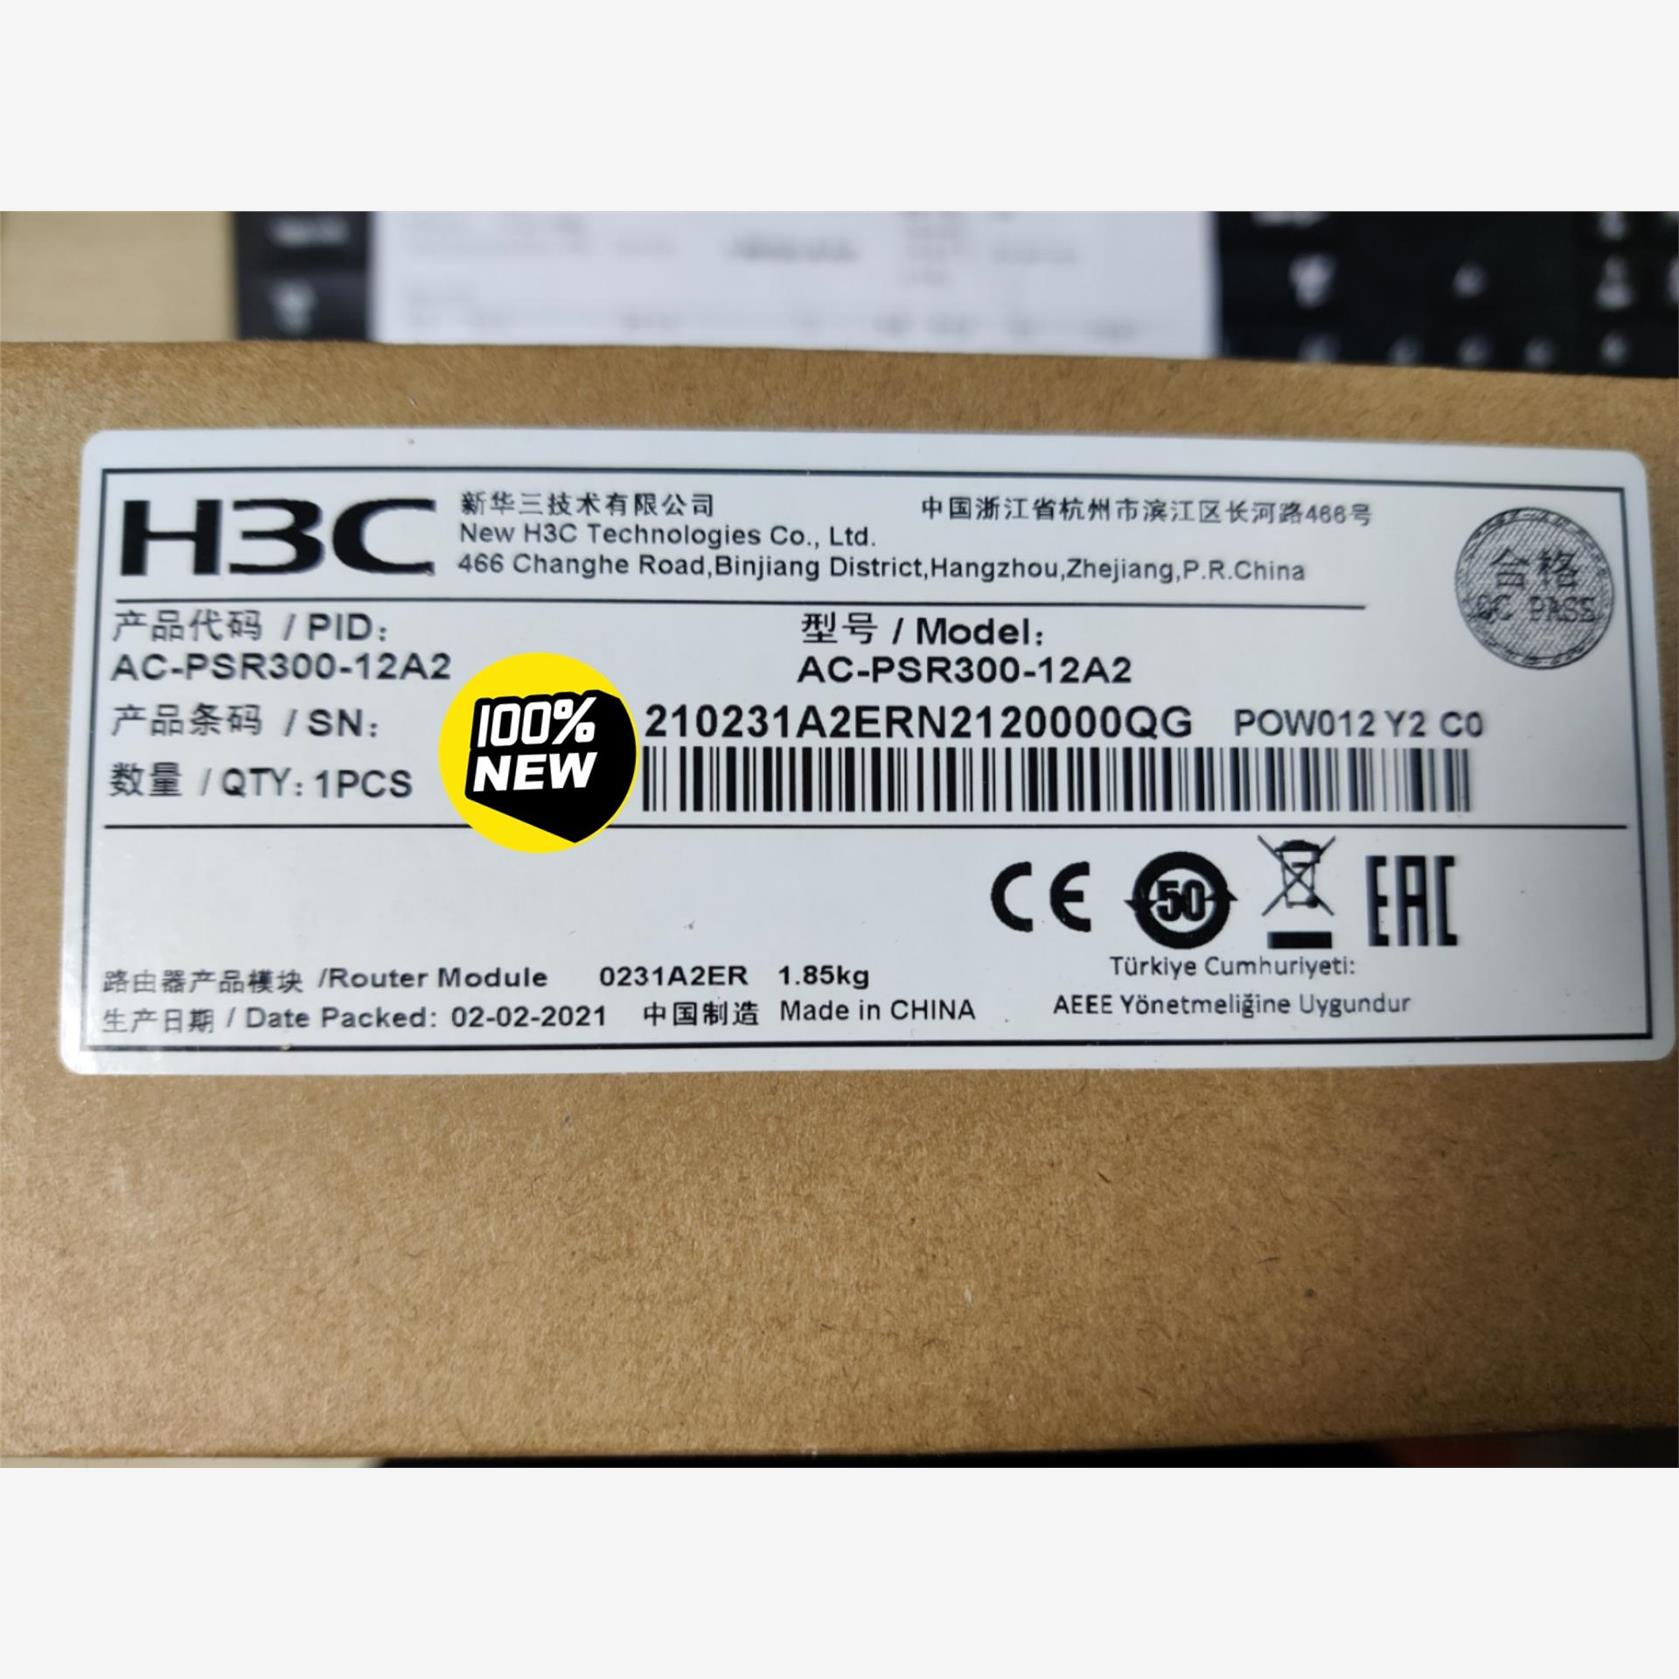 H3C
新华三技术有限公司 中国浙江省杭州市滨江区长河路466号
New H3C Technologies Co., Ltd.
466 Changhe Road,Binjiang District,Hangzhou,Zhejiang,P.R.China
合格
QC PASS
产品代码 / PID: 型号 / Model:
AC-PSR300-12A2 AC-PSR300-12A2
产品条码 / SN: 210231A2ERN2120000QG POW012 Y2 C0
数量 / QTY: 1PCS
100%
NEW
CE 50 EAC
Türkiye Cumhuriyeti:
AEEE Yönetmeliğine Uygundur
路由器产品模块 /Router Module 0231A2ER 1.85kg
生产日期 / Date Packed: 02-02-2021 中国制造 Made in CHINA